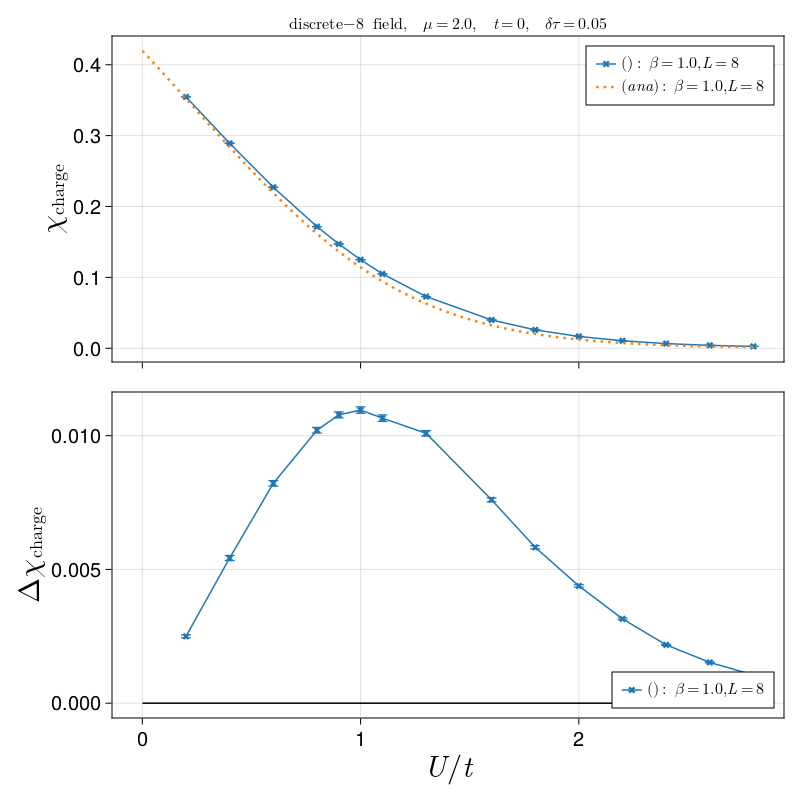 discrete−8 field, μ = 2.0, t = 0, δτ = 0.05
0.4
0.3
0.2
0.1
0.0
χcharge
() : β = 1.0, L = 8
(ana) : β = 1.0, L = 8
0.010
0.005
0.000
Δχcharge
() : β = 1.0, L = 8
0
1
2
U/t